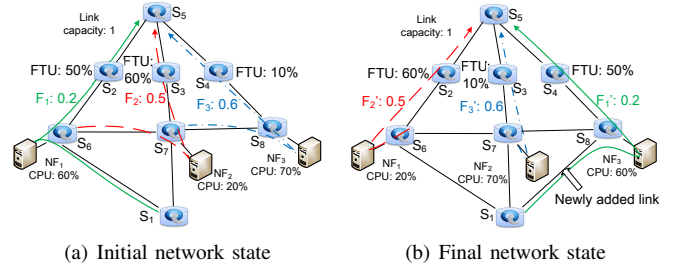 Link
capacity: 1
S₅
FTU: 50%
S₂
FTU:
60%
S₃
FTU: 10%
S₄
F₁: 0.2
F₂: 0.5
F₃: 0.6
S₆
S₇
S₈
NF₁
CPU: 60%
NF₂
CPU: 20%
NF₃
CPU: 70%
S₁
(a) Initial network state
Link
capacity: 1
S₅
FTU: 60%
S₂
FTU:
10%
S₃
FTU: 50%
S₄
F₂': 0.5
F₃': 0.6
F₁': 0.2
S₆
S₇
S₈
NF₁
CPU: 20%
NF₂
CPU: 70%
NF₃
CPU: 60%
Newly added link
S₁
(b) Final network state